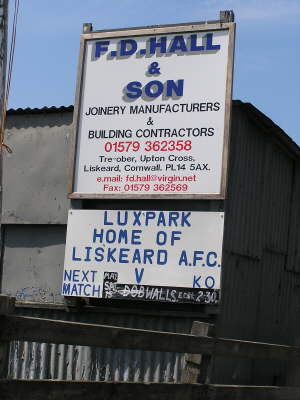 F.D.HALL
&
SON
JOINERY MANUFACTURERS
&
BUILDING CONTRACTORS
01579 362358
Tre-ober, Upton Cross,
Liskeard, Cornwall. PL14 5AX.
e.mail: fd.hall@virgin.net
Fax: 01579 362569
LUXPARK
HOME OF
LISKEARD A.F.C.
NEXT V KO
MATCH DOBWALLS 2.30